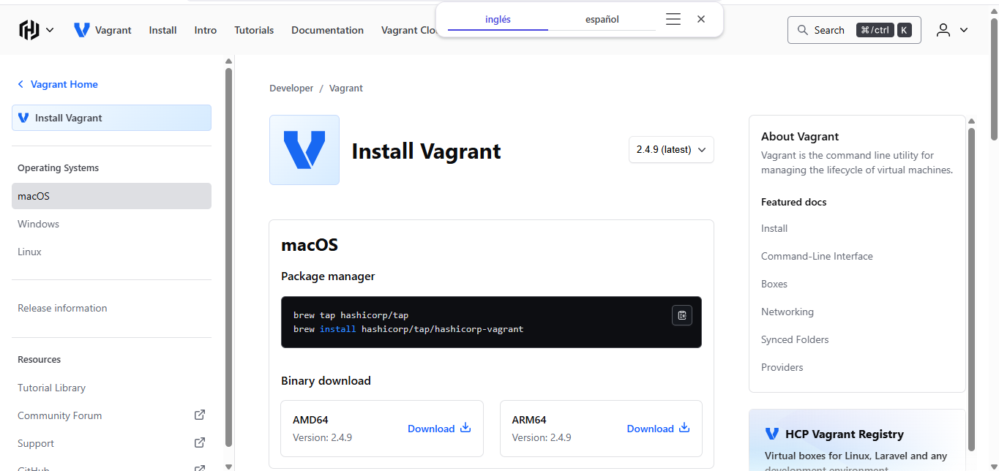 inglés
español
Vagrant
Install
Intro
Tutorials
Documentation
Vagrant
Search
⌘/ctrl
K
Vagrant Home
Install Vagrant
Operating Systems
macOS
Windows
Linux
Release information
Resources
Tutorial Library
Community Forum
Support
GitHub
Developer / Vagrant
Install Vagrant
2.4.9 (latest)
macOS
Package manager
brew tap hashicorp/tap
brew install hashicorp/tap/hashicorp-vagrant
Binary download
AMD64
Version: 2.4.9
Download
ARM64
Version: 2.4.9
Download
About Vagrant
Vagrant is the command line utility for
managing the lifecycle of virtual machines.
Featured docs
Install
Command-Line Interface
Boxes
Networking
Synced Folders
Providers
HCP Vagrant Registry
Virtual boxes for Linux, Laravel and any
development environment